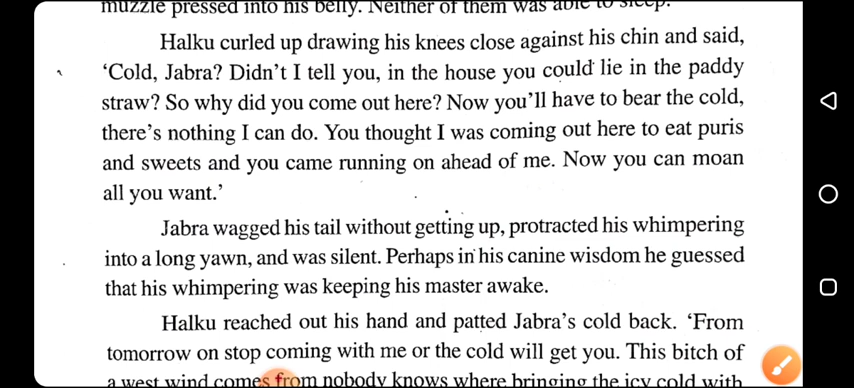 muzzle pressed into his belly. Neither of them was able to sleep.
Halku curled up drawing his knees close against his chin and said,
‘Cold, Jabra? Didn’t I tell you, in the house you could lie in the paddy
straw? So why did you come out here? Now you’ll have to bear the cold,
there’s nothing I can do. You thought I was coming out here to eat puris
and sweets and you came running on ahead of me. Now you can moan
all you want.’
Jabra wagged his tail without getting up, protracted his whimpering
into a long yawn, and was silent. Perhaps in his canine wisdom he guessed
that his whimpering was keeping his master awake.
Halku reached out his hand and patted Jabra’s cold back. ‘From
tomorrow on stop coming with me or the cold will get you. This bitch of
a west wind comes from nobody knows where bringing the icy cold with